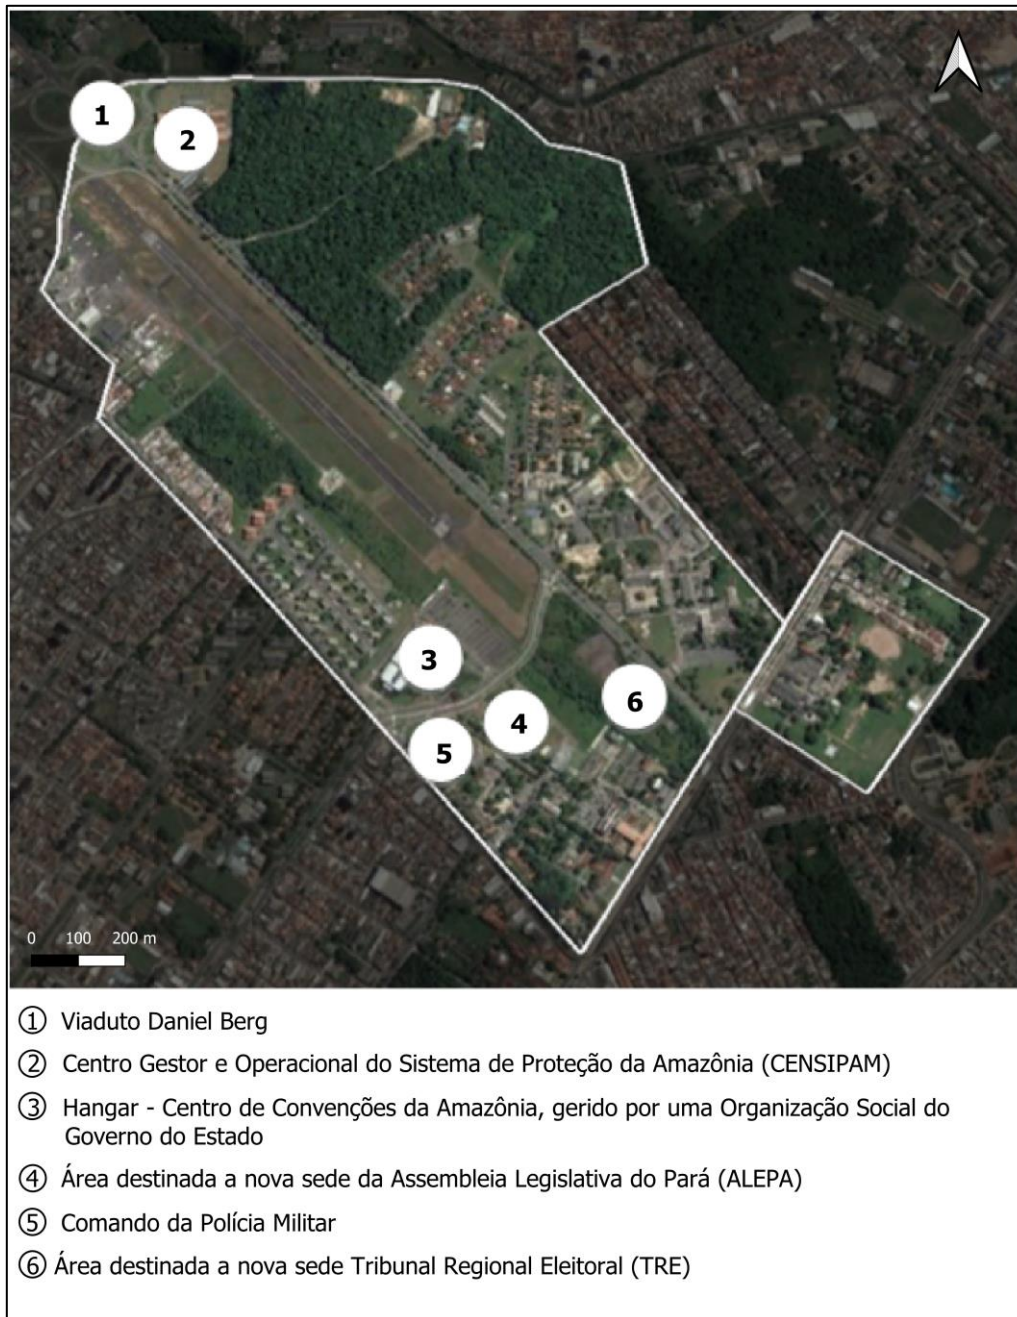 1
2
3
6
4
5
0 100 200 m
① Viaduto Daniel Berg
② Centro Gestor e Operacional do Sistema de Proteção da Amazônia (CENSIPAM)
③ Hangar - Centro de Convenções da Amazônia, gerido por uma Organização Social do
Governo do Estado
④ Área destinada a nova sede da Assembleia Legislativa do Pará (ALEPA)
⑤ Comando da Polícia Militar
⑥ Área destinada a nova sede Tribunal Regional Eleitoral (TRE)